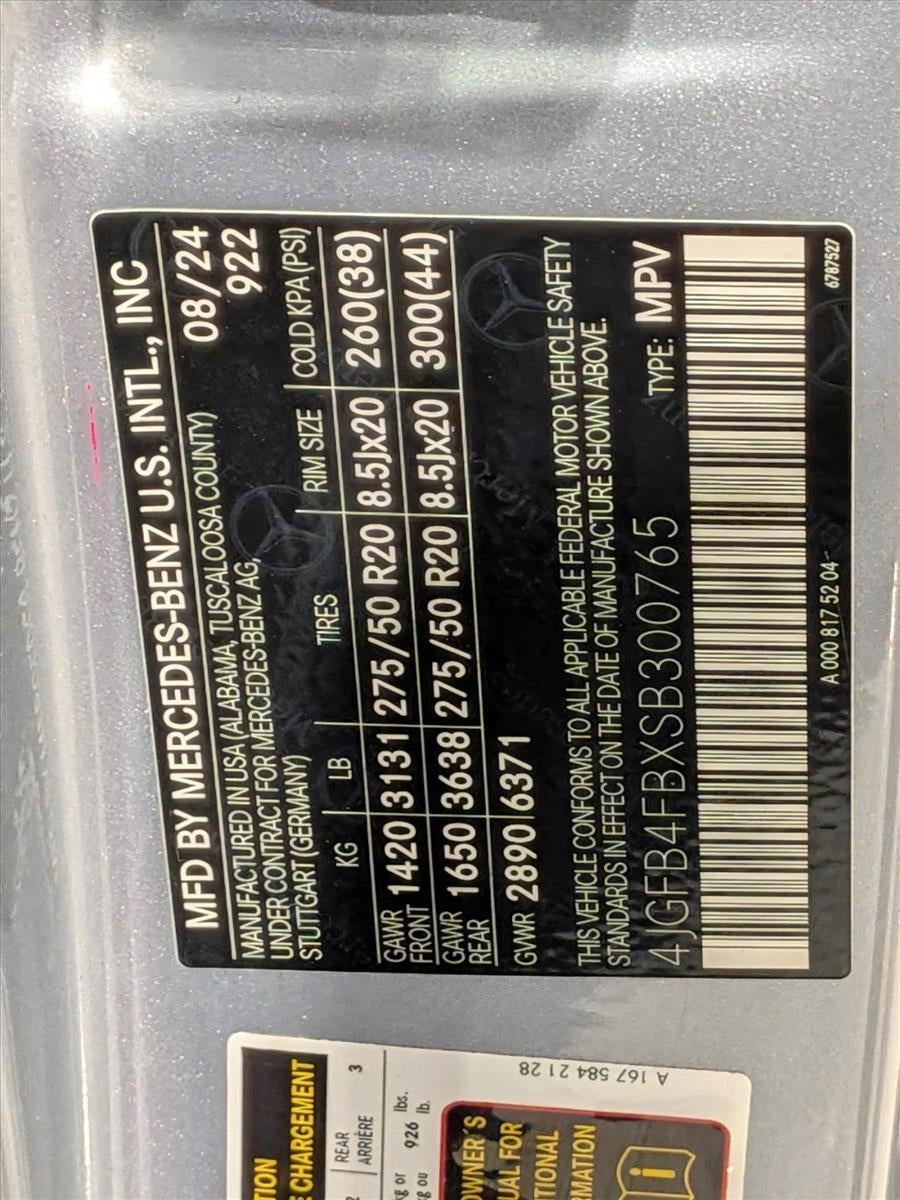 MFD BY MERCEDES-BENZ U.S. INTL., INC
MANUFACTURED IN USA (ALABAMA, TUSCALOOSA COUNTY) 08/24
UNDER CONTRACT FOR MERCEDES-BENZ AG, 922
STUTTGART (GERMANY)
KG LB TIRES RIM SIZE COLD KPA (PSI)
GAWR FRONT 1420 3131 275/50 R20 8.5Jx20 260(38)
GAWR REAR 1650 3638 275/50 R20 8.5Jx20 300(44)
GVWR 2890 6371
THIS VEHICLE CONFORMS TO ALL APPLICABLE FEDERAL MOTOR VEHICLE SAFETY
STANDARDS IN EFFECT ON THE DATE OF MANUFACTURE SHOWN ABOVE.
4JGFB4FBXSB300765 TYPE: MPV
A 000 817 52 04 6787527
CHARGEMENT
REAR
ARRIÈRE 3
926 lbs.
lb.
OWNER'S
A 167 584 21 28